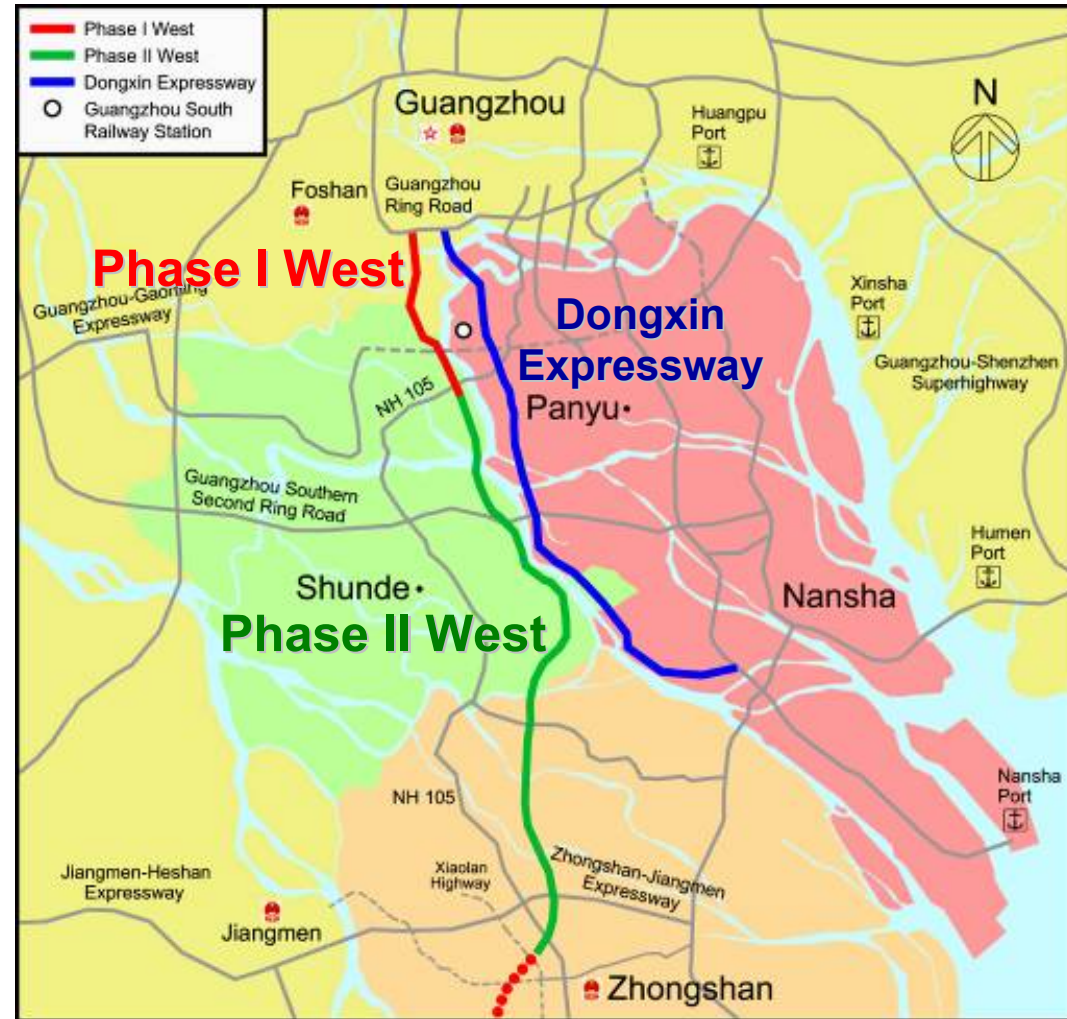 Phase I West
Phase II West
Dongxin Expressway
Guangzhou South
Railway Station
N
Guangzhou
Huangpu
Port
Foshan
Guangzhou
Ring Road
Phase I West
Guangzhou-Gaoming
Expressway
Xinsha
Port
Dongxin
Expressway
Guangzhou-Shenzhen
Superhighway
NH 105
Panyu
Guangzhou Southern
Second Ring Road
Humen
Port
Shunde
Nansha
Phase II West
Nansha
Port
NH 105
Jiangmen-Heshan
Expressway
Xiaolan
Highway
Zhongshan-Jiangmen
Expressway
Jiangmen
Zhongshan